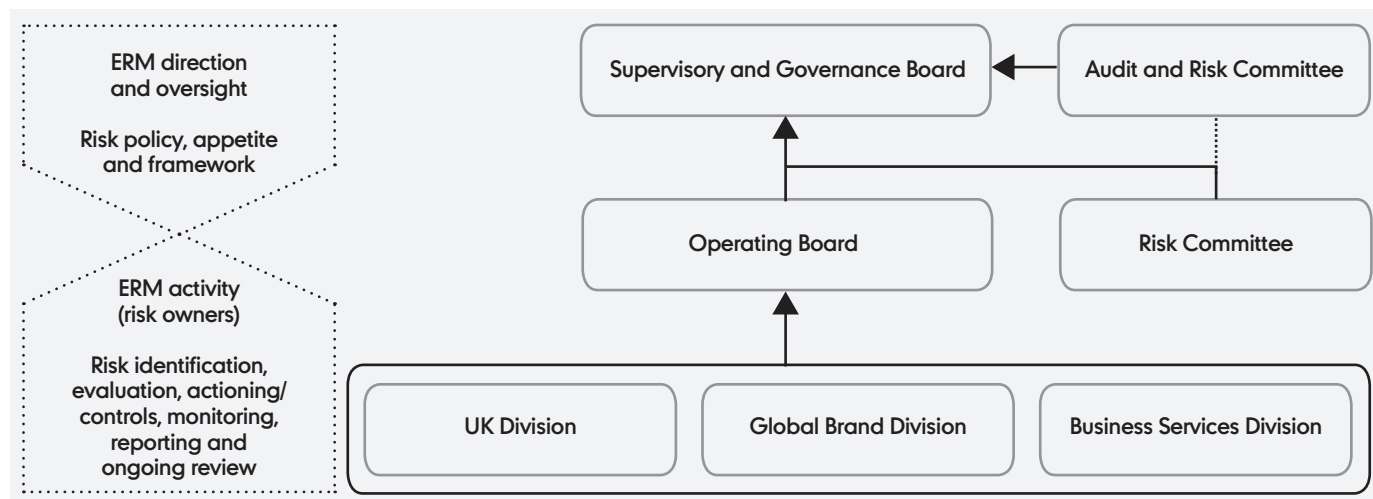 ERM direction
and oversight
Risk policy, appetite
and framework
ERM activity
(risk owners)
Risk identification,
evaluation, actioning/
controls, monitoring,
reporting and
ongoing review
Supervisory and Governance Board
Audit and Risk Committee
Operating Board
Risk Committee
UK Division
Global Brand Division
Business Services Division